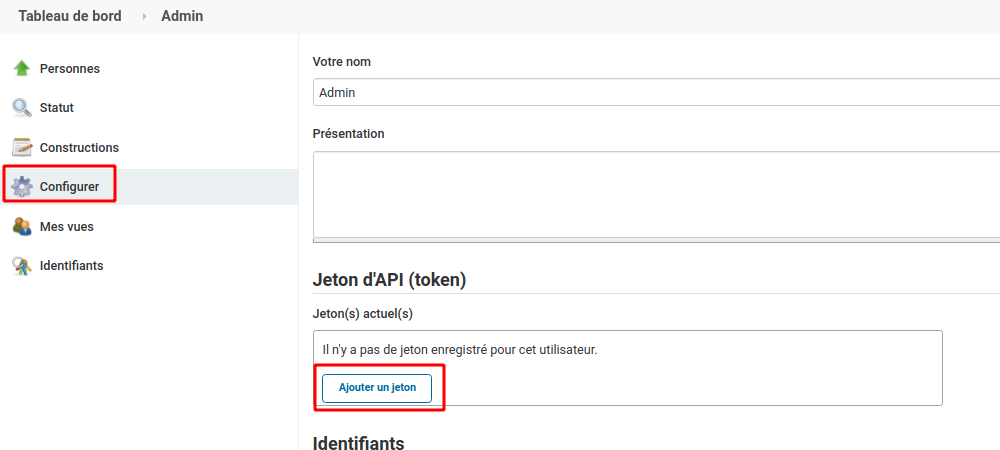 Tableau de bord
Admin
Personnes
Statut
Constructions
Configurer
Mes vues
Identifiants
Votre nom
Admin
Présentation
Jeton d'API (token)
Jeton(s) actuel(s)
Il n'y a pas de jeton enregistré pour cet utilisateur.
Ajouter un jeton
Identifiants